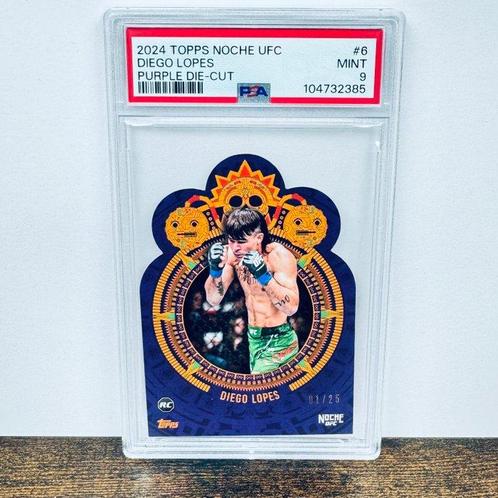 2024 TOPPS NOCHE UFC #6
DIEGO LOPES MINT
PURPLE DIE-CUT PSA 9
104732385
DIEGO LOPES
01/25
RC
Topps
NOCHE
UFC